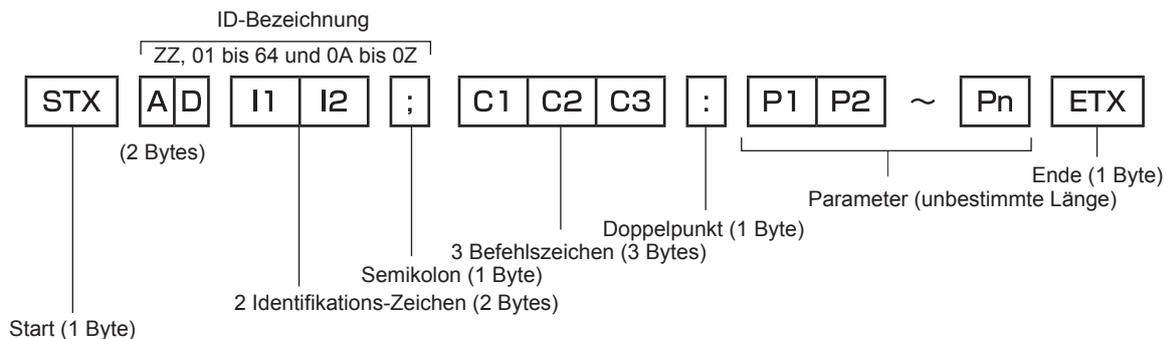 ID-Bezeichnung
ZZ, 01 bis 64 und 0A bis 0Z
STX A D I1 I2 ; C1 C2 C3 : P1 P2 ~ Pn ETX
(2 Bytes)
Ende (1 Byte)
Parameter (unbestimmte Länge)
Doppelpunkt (1 Byte)
3 Befehlszeichen (3 Bytes)
Semikolon (1 Byte)
2 Identifikations-Zeichen (2 Bytes)
Start (1 Byte)